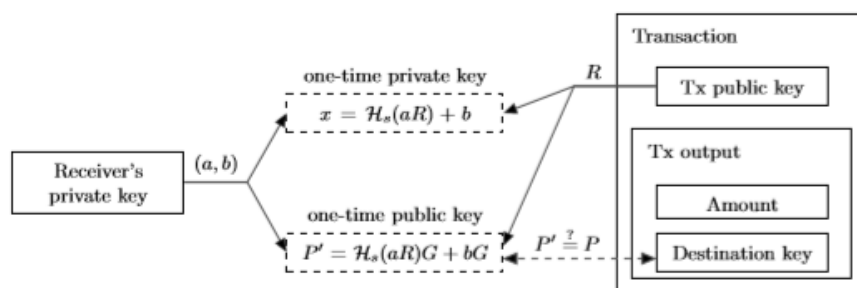 Transaction
one-time private key
R
Tx public key
x = ℋₛ(aR) + b
(a, b)
Receiver's
private key
Tx output
one-time public key
Amount
P′ = ℋₛ(aR)G + bG
P′ ≟ P
Destination key